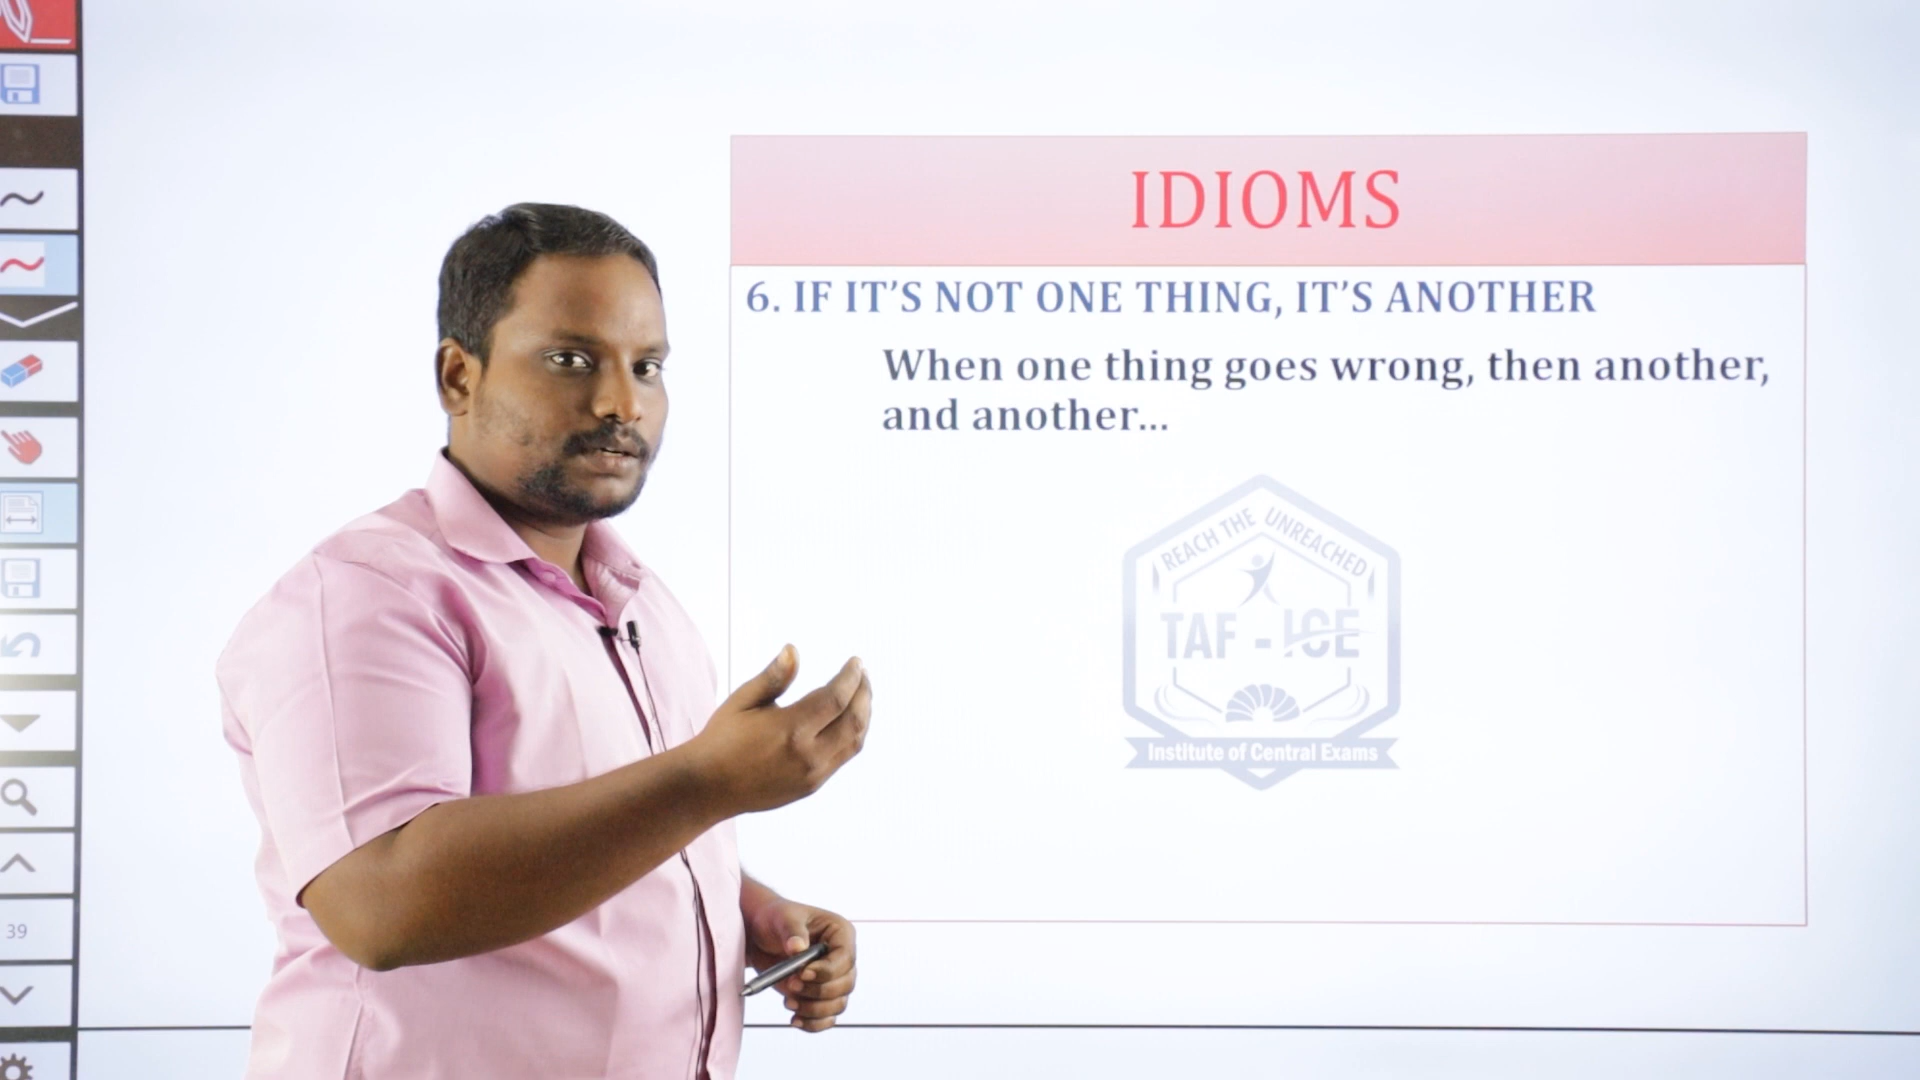 IDIOMS
6. IF IT’S NOT ONE THING, IT’S ANOTHER
When one thing goes wrong, then another,
and another...
REACH THE UNREACHED
TAF - ICE
Institute of Central Exams
39